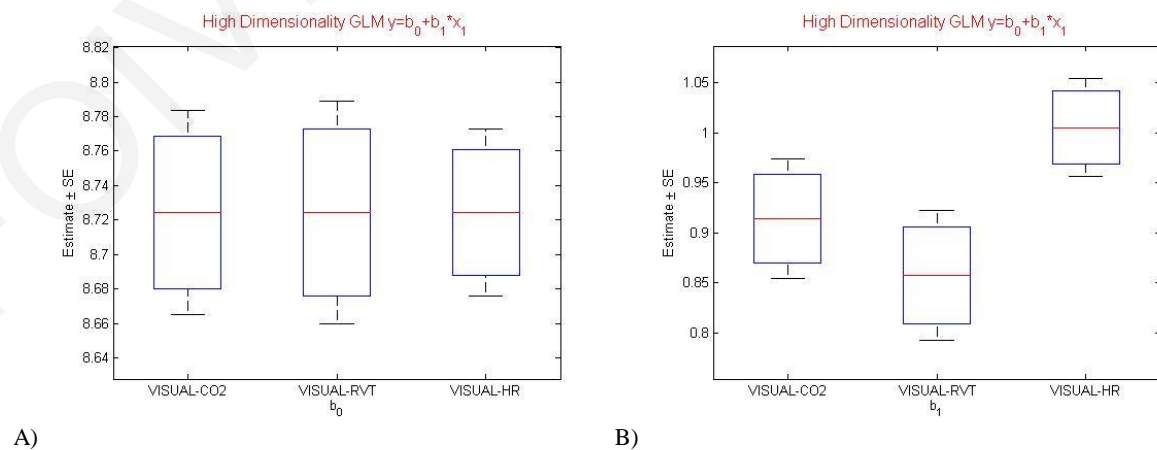 High Dimensionality GLM y=b₀+b₁*x₁
8.82
8.8
8.78
8.76
8.74
8.72
8.7
8.68
8.66
8.64
Estimate ± SE
VISUAL-CO2 VISUAL-RVT VISUAL-HR
b₀
A)
High Dimensionality GLM y=b₀+b₁*x₁
1.05
1
0.95
0.9
0.85
0.8
Estimate ± SE
VISUAL-CO2 VISUAL-RVT VISUAL-HR
b₁
B)